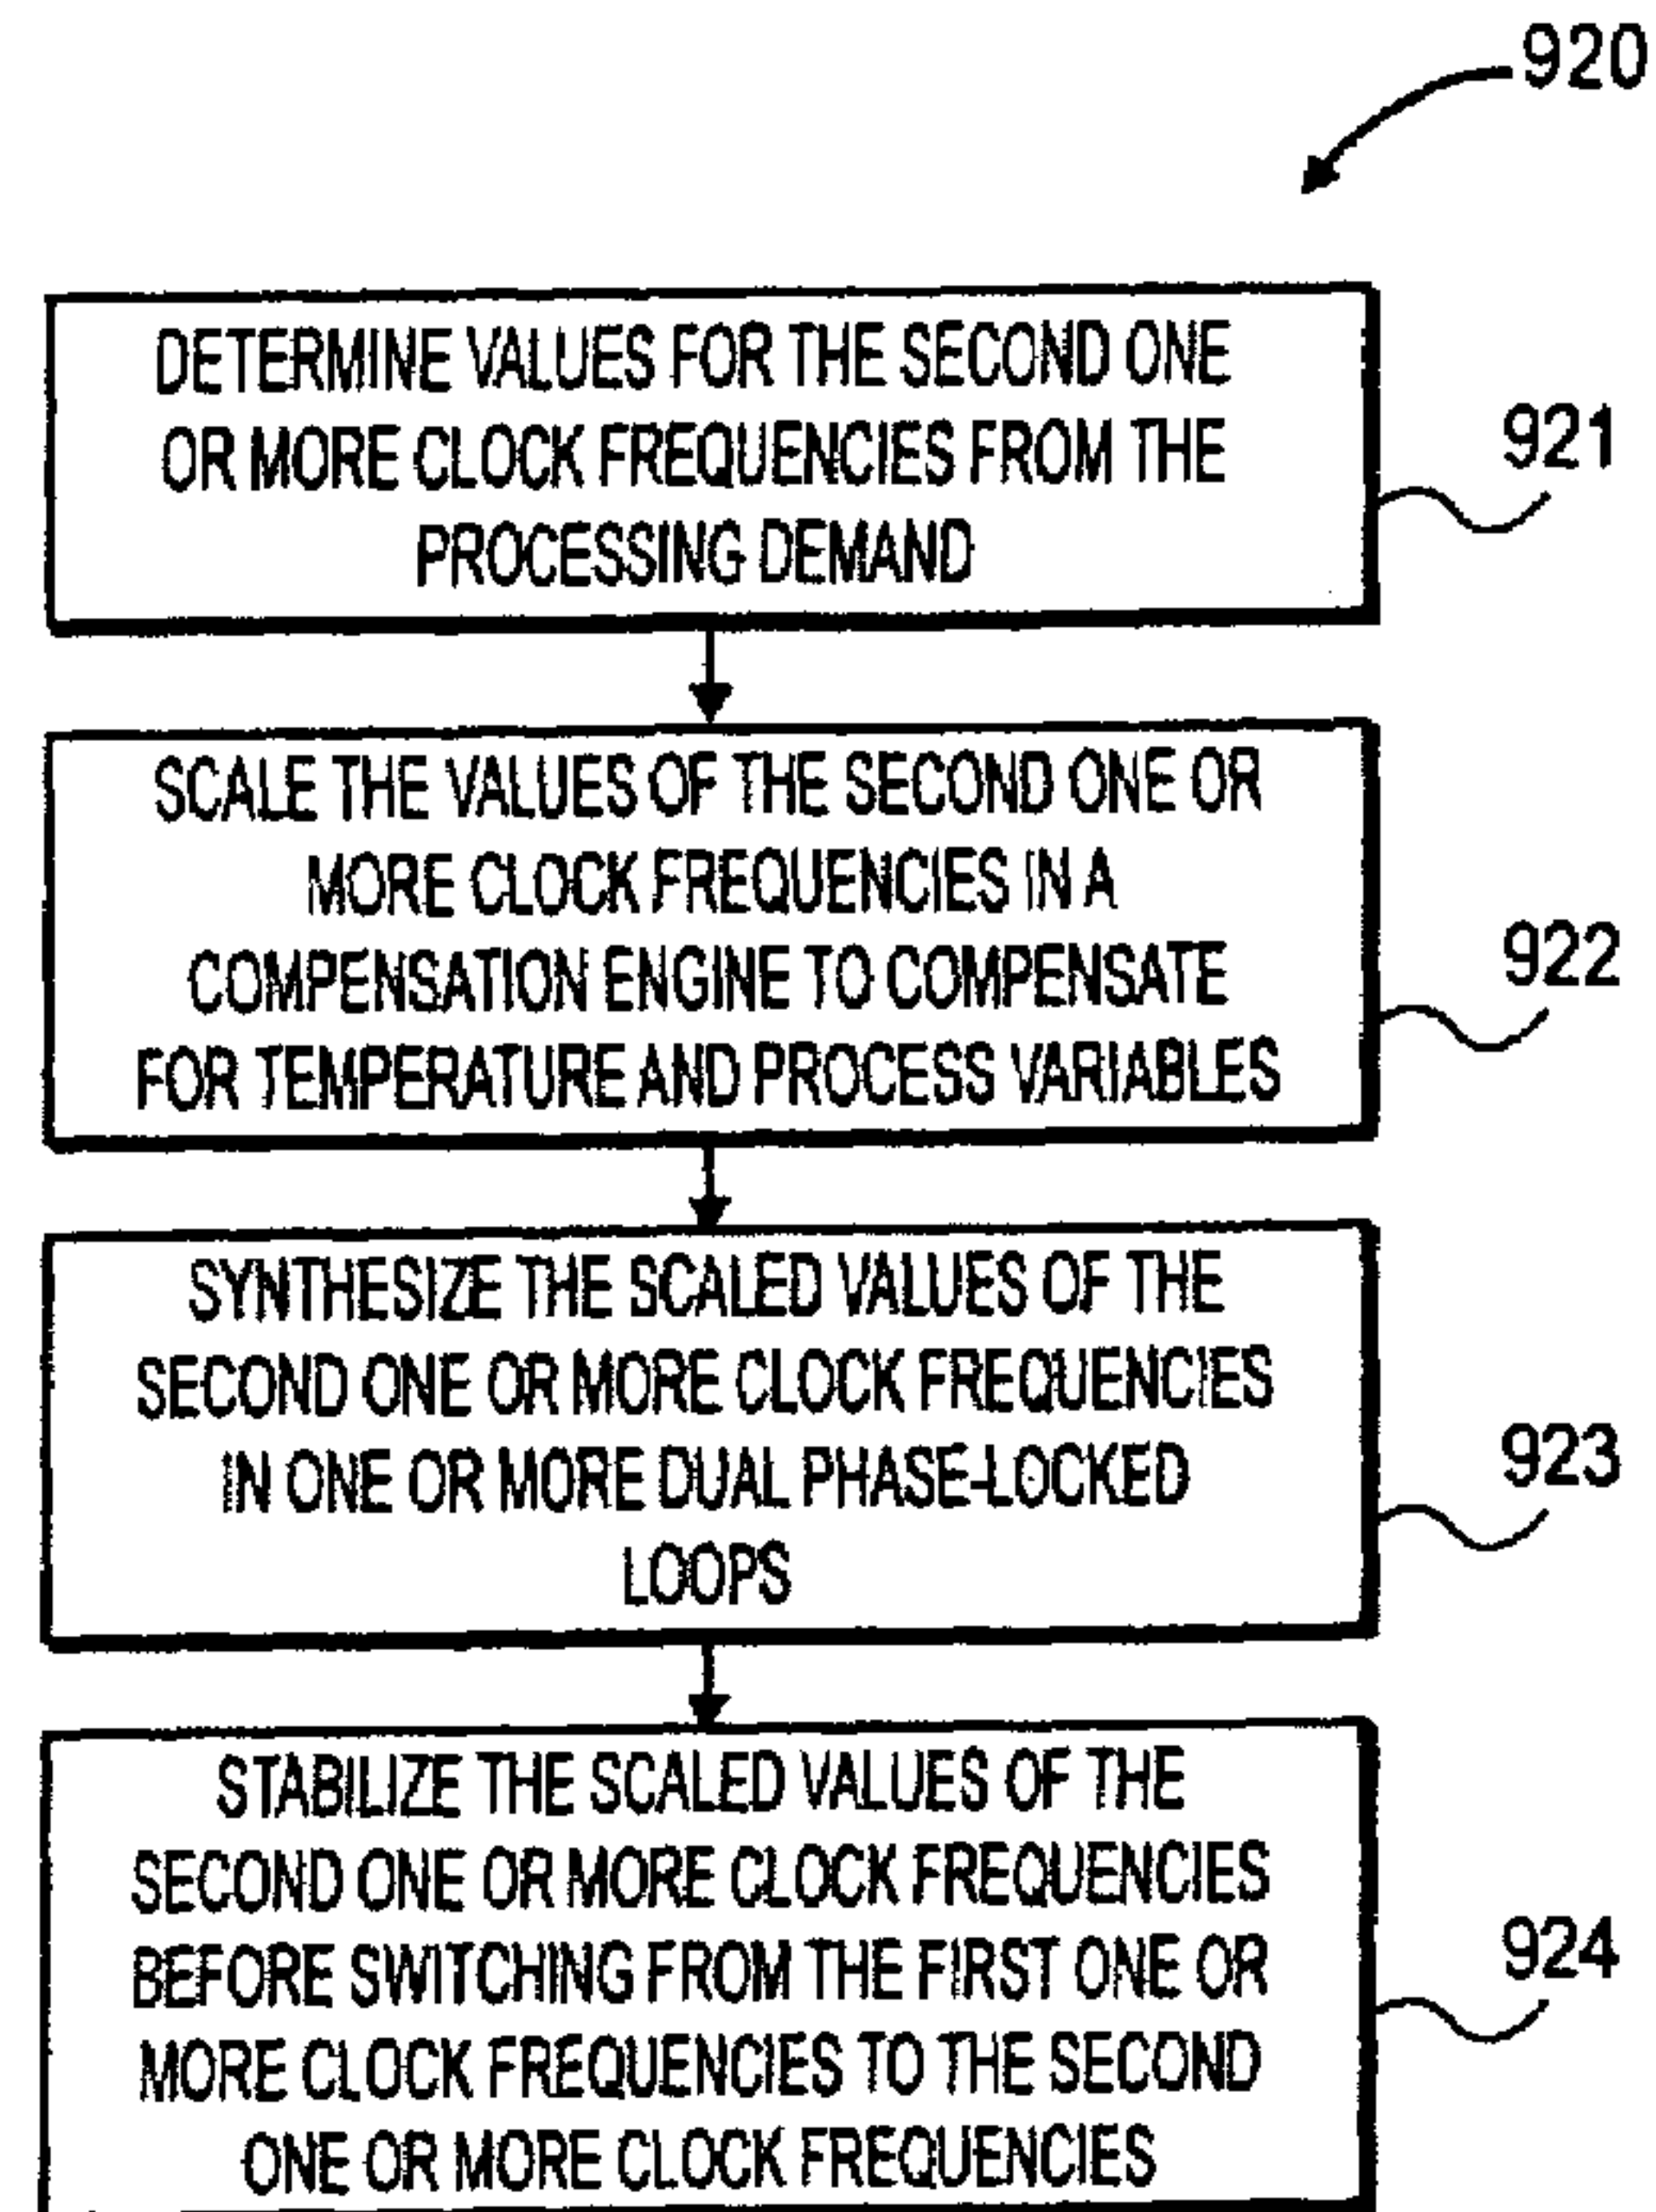 920
DETERMINE VALUES FOR THE SECOND ONE
OR MORE CLOCK FREQUENCIES FROM THE
PROCESSING DEMAND
921
SCALE THE VALUES OF THE SECOND ONE OR
MORE CLOCK FREQUENCIES IN A
COMPENSATION ENGINE TO COMPENSATE
FOR TEMPERATURE AND PROCESS VARIABLES
922
SYNTHESIZE THE SCALED VALUES OF THE
SECOND ONE OR MORE CLOCK FREQUENCIES
IN ONE OR MORE DUAL PHASE-LOCKED
LOOPS
923
STABILIZE THE SCALED VALUES OF THE
SECOND ONE OR MORE CLOCK FREQUENCIES
BEFORE SWITCHING FROM THE FIRST ONE OR
MORE CLOCK FREQUENCIES TO THE SECOND
ONE OR MORE CLOCK FREQUENCIES
924